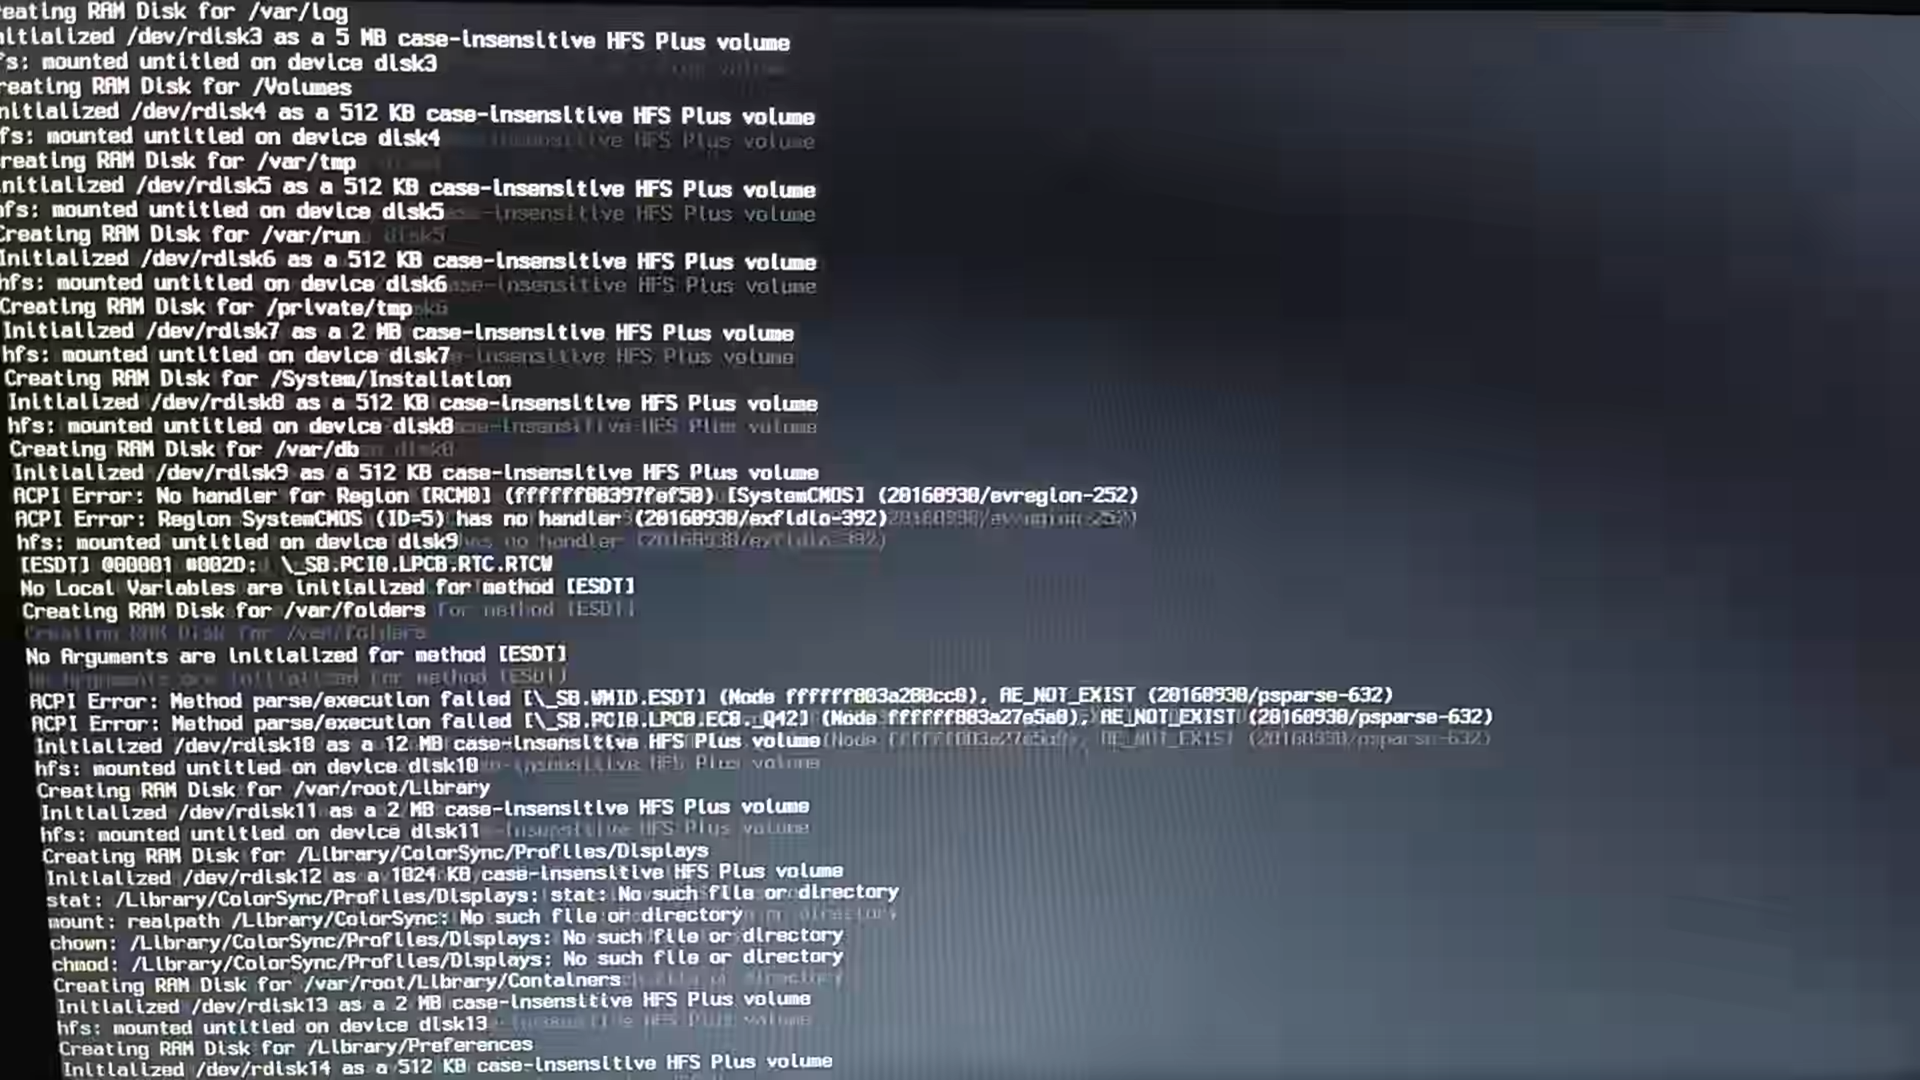 eating RAM Disk for /var/log
itialized /dev/rdisk3 as a 5 MB case-insensitive HFS Plus volume
fs: mounted untitled on device disk3
reating RAM Disk for /Volumes
nitialized /dev/rdisk4 as a 512 KB case-insensitive HFS Plus volume
fs: mounted untitled on device disk4
reating RAM Disk for /var/tmp
nitialized /dev/rdisk5 as a 512 KB case-insensitive HFS Plus volume
fs: mounted untitled on device disk5
Creating RAM Disk for /var/run
Initialized /dev/rdisk6 as a 512 KB case-insensitive HFS Plus volume
hfs: mounted untitled on device disk6
Creating RAM Disk for /private/tmp
Initialized /dev/rdisk7 as a 2 MB case-insensitive HFS Plus volume
hfs: mounted untitled on device disk7
Creating RAM Disk for /System/Installation
Initialized /dev/rdisk8 as a 512 KB case-insensitive HFS Plus volume
hfs: mounted untitled on device disk8
Creating RAM Disk for /var/db
Initialized /dev/rdisk9 as a 512 KB case-insensitive HFS Plus volume
ACPI Error: No handler for Region [RCM0] [SystemCMOS] (20160930/evregion-252)
ACPI Error: Region SystemCMOS (ID=5) has no handler (20160930/exfldio-392)
hfs: mounted untitled on device disk9
[ESDT] @00001 #002D: \_SB.PCI0.LPCB.RTC.RTCW
No Local Variables are initialized for method [ESDT]
Creating RAM Disk for /var/folders
No Arguments are initialized for method [ESDT]
ACPI Error: Method parse/execution failed [\_SB.WMID.ESDT] (Node ffffff803a280cc0), AE_NOT_EXIST (20160930/psparse-632)
ACPI Error: Method parse/execution failed [\_SB.PCI0.LPCB.EC0._Q42] (Node ffffff803a27e5a0), AE_NOT_EXIST (20160930/psparse-632)
Initialized /dev/rdisk10 as a 12 MB case-insensitive HFS Plus volume
hfs: mounted untitled on device disk10
Creating RAM Disk for /var/root/Library
Initialized /dev/rdisk11 as a 2 MB case-insensitive HFS Plus volume
hfs: mounted untitled on device disk11
Creating RAM Disk for /Library/ColorSync/Profiles/Displays
Initialized /dev/rdisk12 as a 1024 KB case-insensitive HFS Plus volume
stat: /Library/ColorSync/Profiles/Displays: stat: No such file or directory
mount: realpath /Library/ColorSync: No such file or directory
chown: /Library/ColorSync/Profiles/Displays: No such file or directory
chmod: /Library/ColorSync/Profiles/Displays: No such file or directory
Creating RAM Disk for /var/root/Library/Containers
Initialized /dev/rdisk13 as a 2 MB case-insensitive HFS Plus volume
hfs: mounted untitled on device disk13
Creating RAM Disk for /Library/Preferences
Initialized /dev/rdisk14 as a 512 KB case-insensitive HFS Plus volume